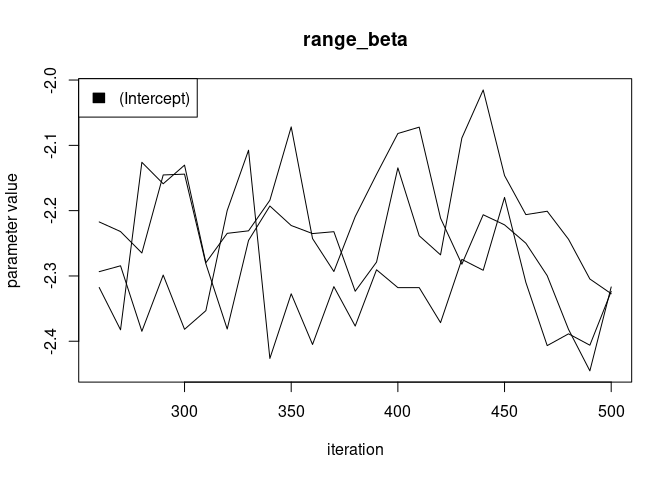 range_beta
(Intercept)
parameter value
-2.0
-2.1
-2.2
-2.3
-2.4
300 350 400 450 500
iteration